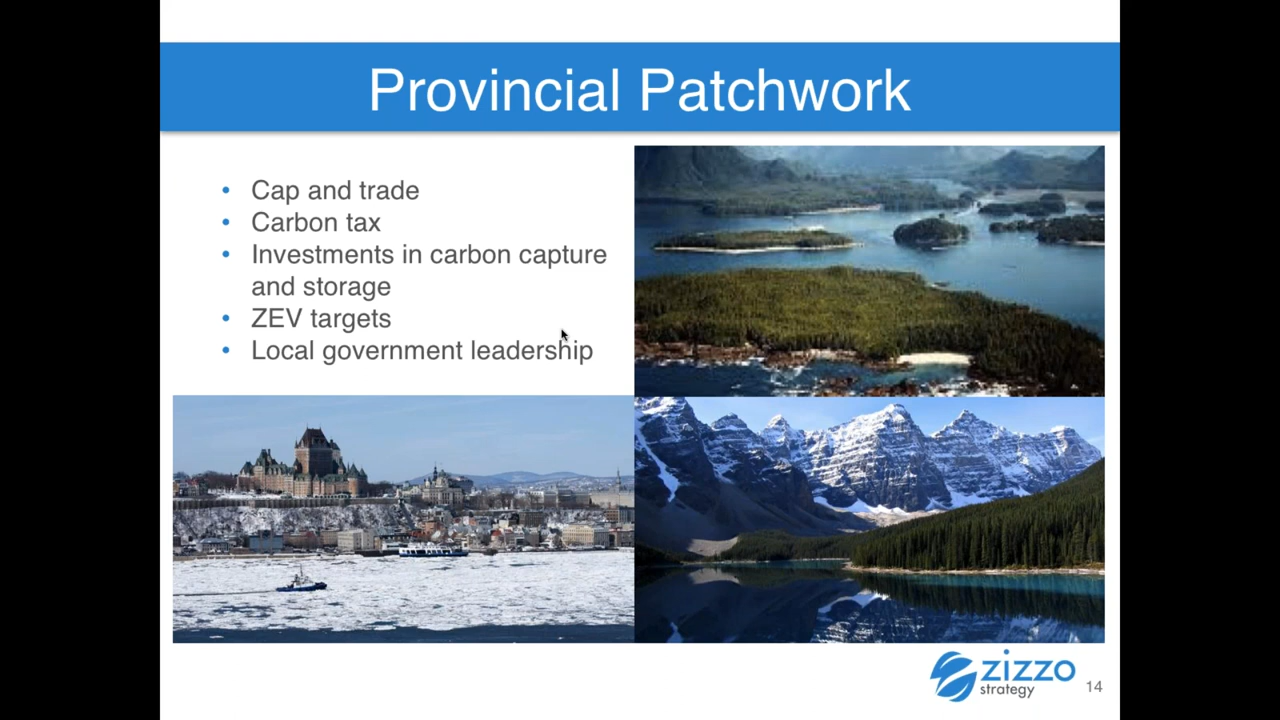 Provincial Patchwork
• Cap and trade
• Carbon tax
• Investments in carbon capture
and storage
• ZEV targets
• Local government leadership
zizzo
strategy
14